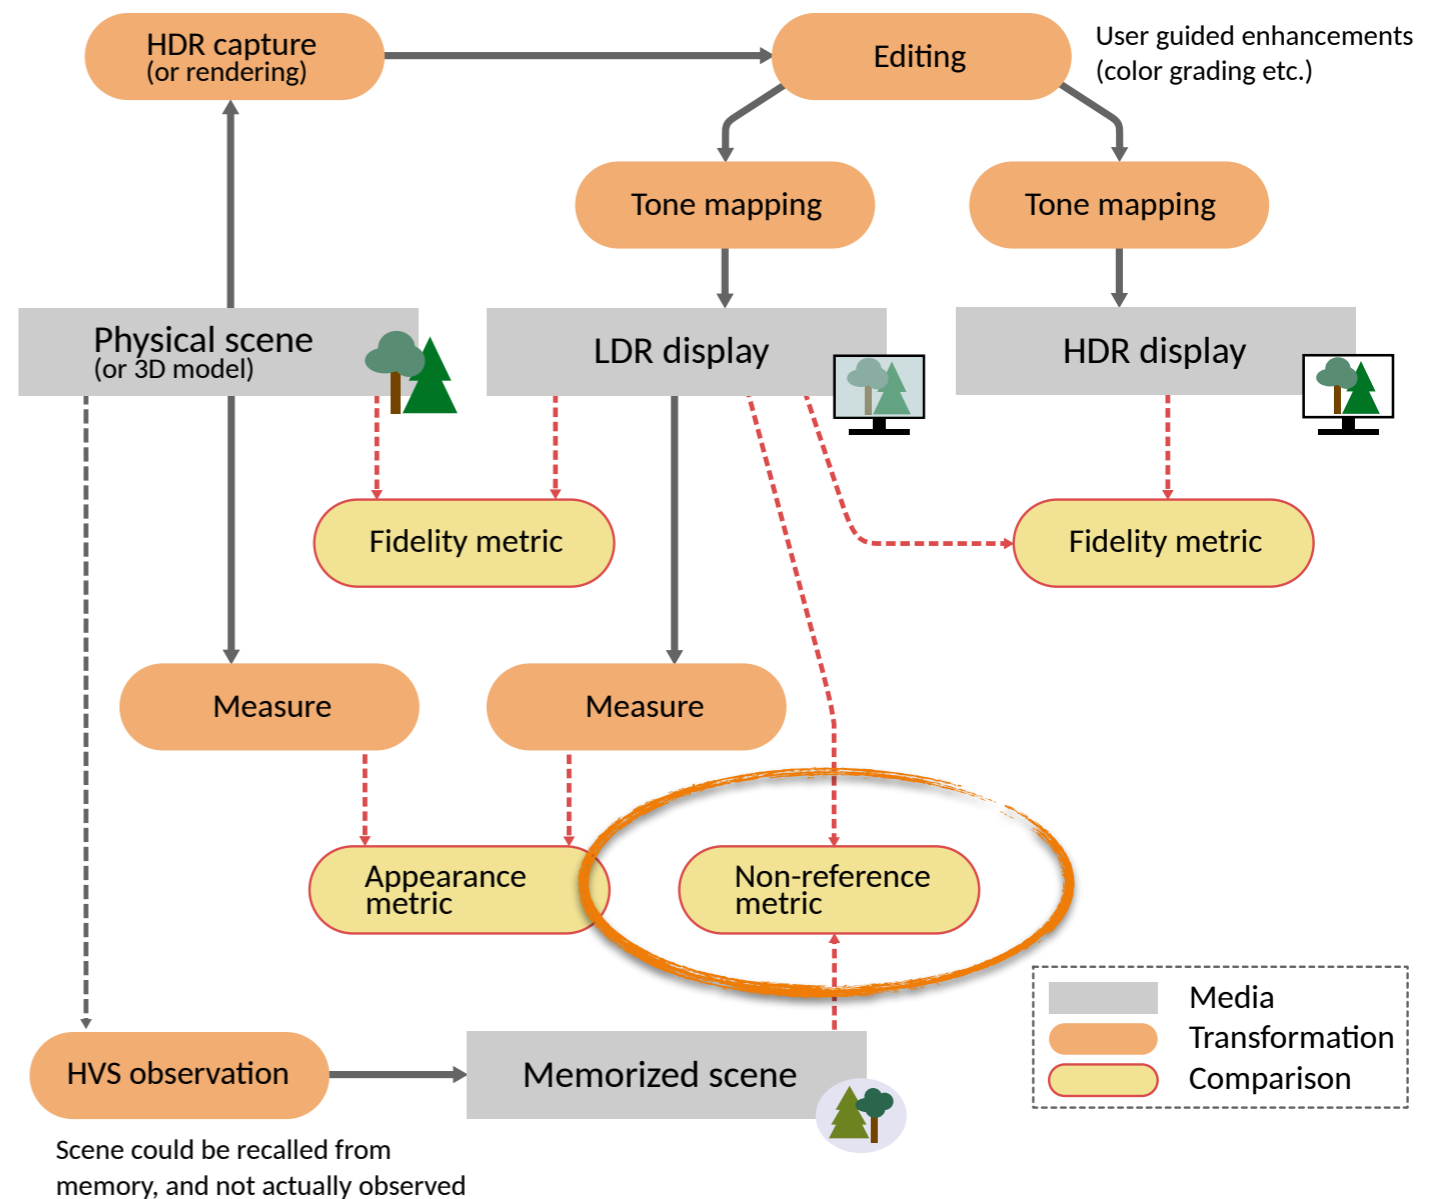 HDR capture
(or rendering)
Editing
User guided enhancements
(color grading etc.)
Tone mapping
Tone mapping
Physical scene
(or 3D model)
LDR display
HDR display
Fidelity metric
Fidelity metric
Measure
Measure
Appearance
metric
Non-reference
metric
Media
Transformation
Comparison
HVS observation
Memorized scene
Scene could be recalled from
memory, and not actually observed